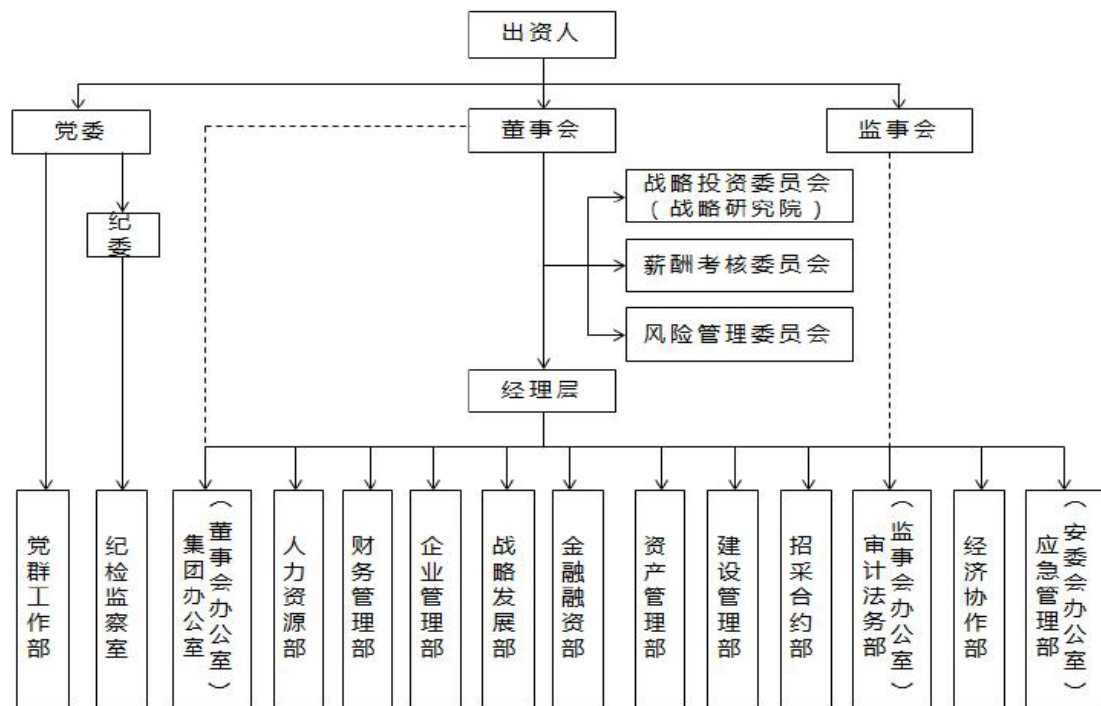 出资人
党委
董事会
监事会
战略投资委员会
（战略研究院）
纪委
薪酬考核委员会
风险管理委员会
经理层
党群工作部
纪检监察室
集团办公室
（董事会办公室）
人力资源部
财务管理部
企业管理部
战略发展部
金融融资部
资产管理部
建设管理部
招采合约部
审计法务部
（监事会办公室）
经济协作部
应急管理部
（安委会办公室）